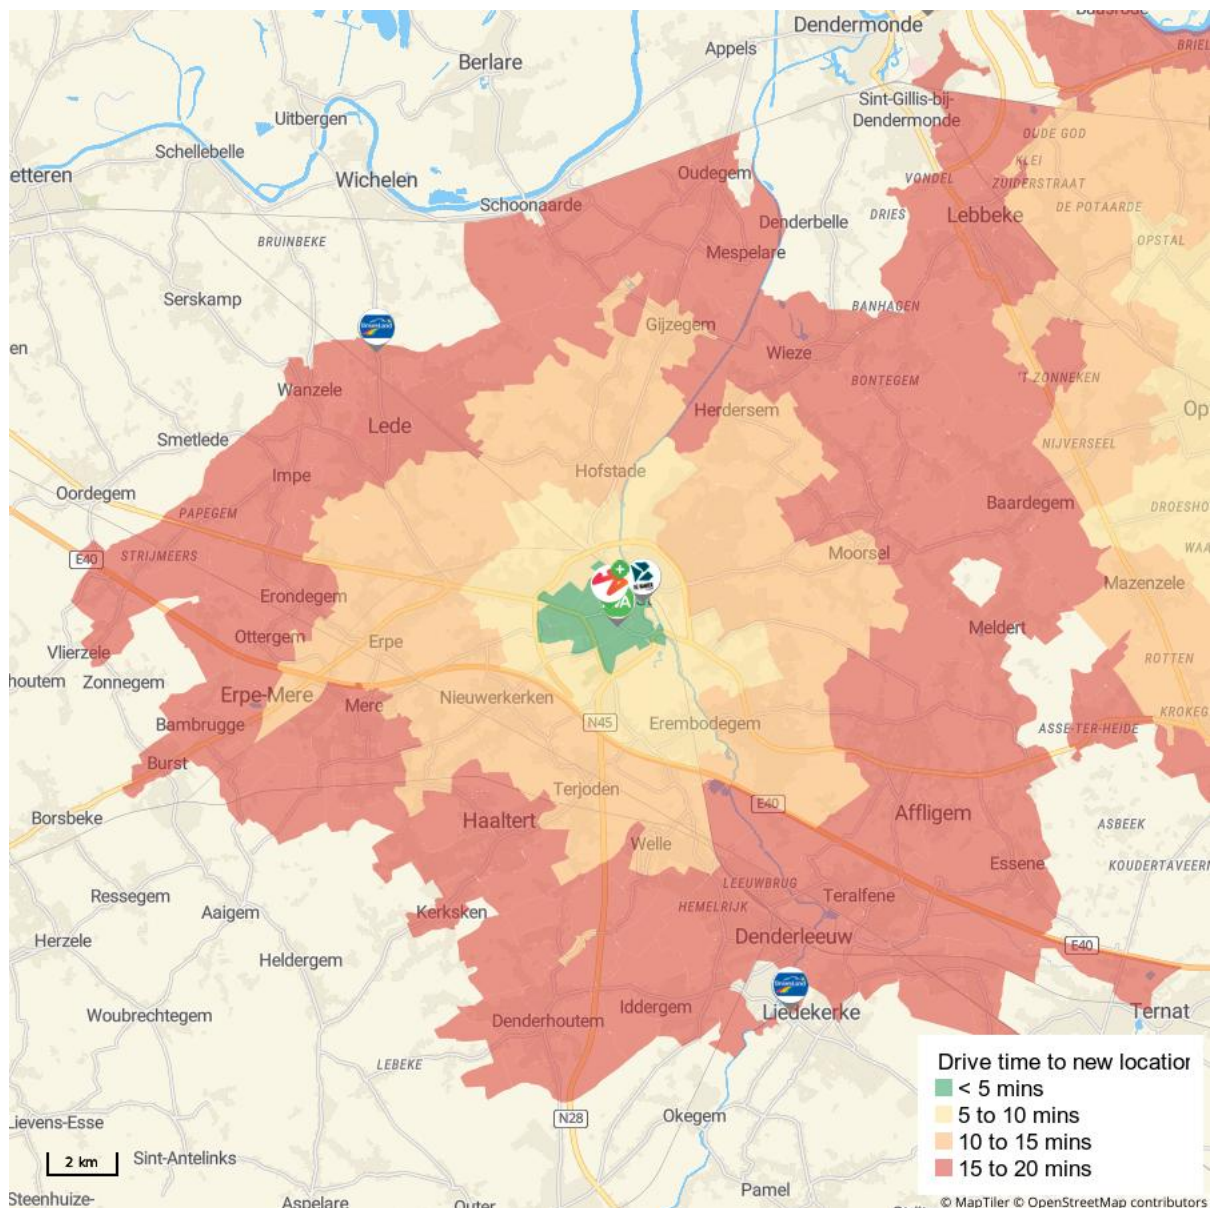 Dendermonde
Appels
Berlare
BRIEL
Sint-Gillis-bij-
Dendermonde
Uitbergen
OUDE GOD
Schellebelle
KLEI
etteren
Wichelen
Oudegem
VONDEL
ZUIDERSTRAAT
Schoonaarde
DE POTAARDE
Denderbelle
DRIES
Lebbeke
BRUINBEKE
Mespelare
OPSTAL
Serskamp
BANHAGEN
Gijzegem
en
Wieze
Wanzele
BONTEGEM
'T ZONNEKEN
Lede
Herdersem
Op
Smetlede
NIJVERSEEL
Impe
Hofstade
Oordegem
Baardegem
DROESHO
PAPEGEM
E40
STRIJMEERS
Moorsel
WAA
Mazenzele
Erondegem
Ottergem
Erpe
Meldert
Vlierzele
ROTTEN
houtem
Zonnegem
Erpe-Mere
Nieuwerkerken
Mere
KROKEG
Bambrugge
N45
Erembodegem
ASSE-TER-HEIDE
Burst
Terjoden
E40
Borsbeke
Haaltert
Affligem
ASBEEK
Welle
Essene
KOUDERTAVEERN
LEEUWBRUG
Ressegem
Teralfene
Aaigem
Kerksken
HEMELRIJK
Herzele
Denderleeuw
E40
Heldergem
Iddergem
Woubrechtegem
Denderhoutem
Liedekerke
Ternat
LEBEKE
Drive time to new location
< 5 mins
5 to 10 mins
10 to 15 mins
15 to 20 mins
Lievens-Esse
N28
Okegem
2 km
Sint-Antelinks
Pamel
Steenhuize-
Aspelare
© MapTiler © OpenStreetMap contributors